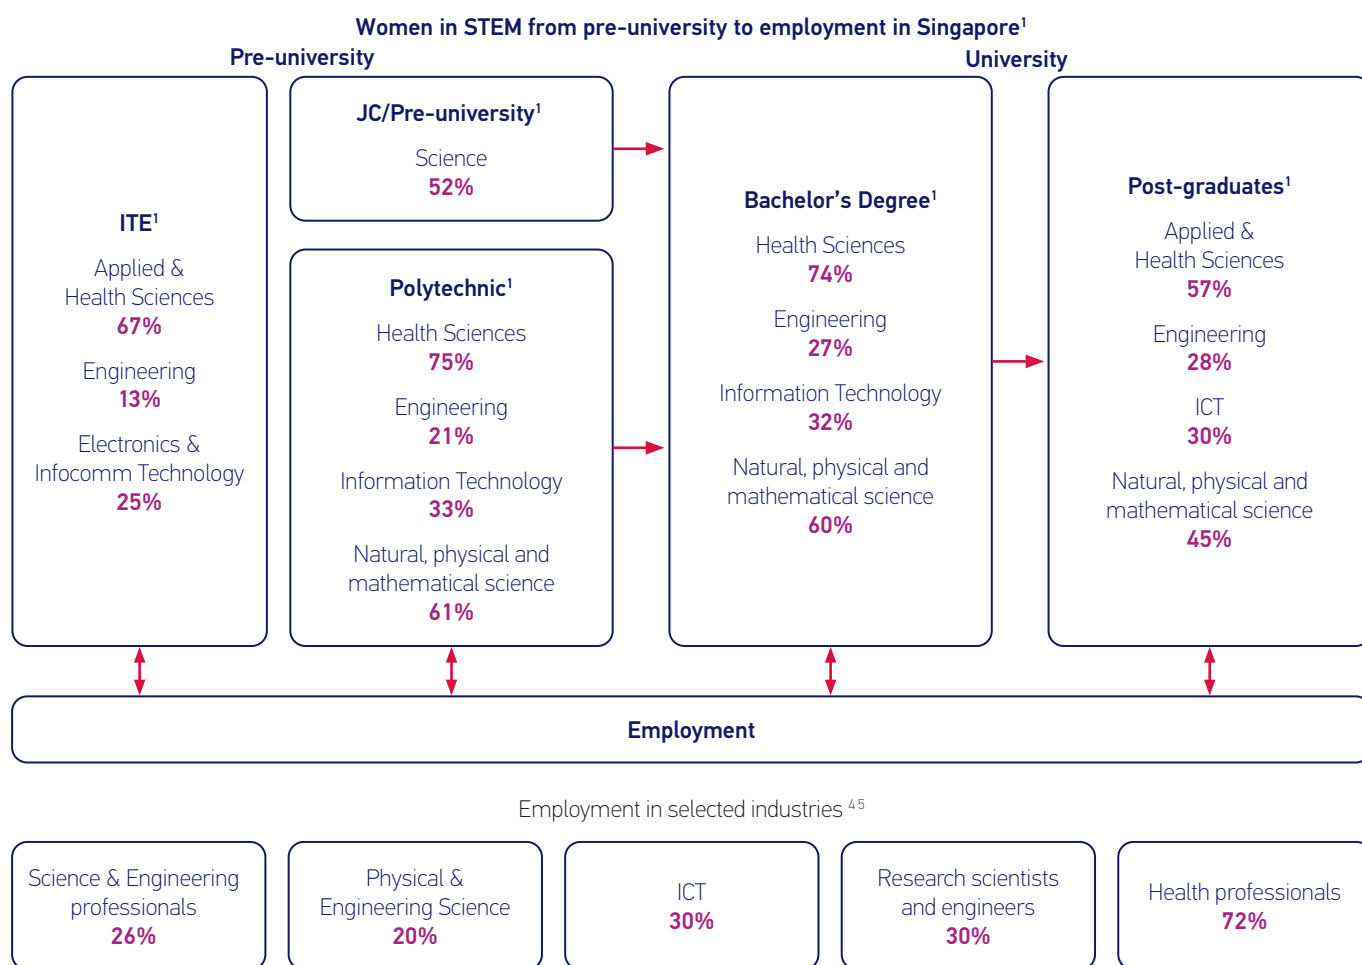 Women in STEM from pre-university to employment in Singapore¹
Pre-university
University
ITE¹
Applied &
Health Sciences
67%
Engineering
13%
Electronics &
Infocomm Technology
25%
JC/Pre-university¹
Science
52%
Polytechnic¹
Health Sciences
75%
Engineering
21%
Information Technology
33%
Natural, physical and
mathematical science
61%
Bachelor’s Degree¹
Health Sciences
74%
Engineering
27%
Information Technology
32%
Natural, physical and
mathematical science
60%
Post-graduates¹
Applied &
Health Sciences
57%
Engineering
28%
ICT
30%
Natural, physical and
mathematical science
45%
Employment
Employment in selected industries ⁴ ⁵
Science & Engineering
professionals
26%
Physical &
Engineering Science
20%
ICT
30%
Research scientists
and engineers
30%
Health professionals
72%